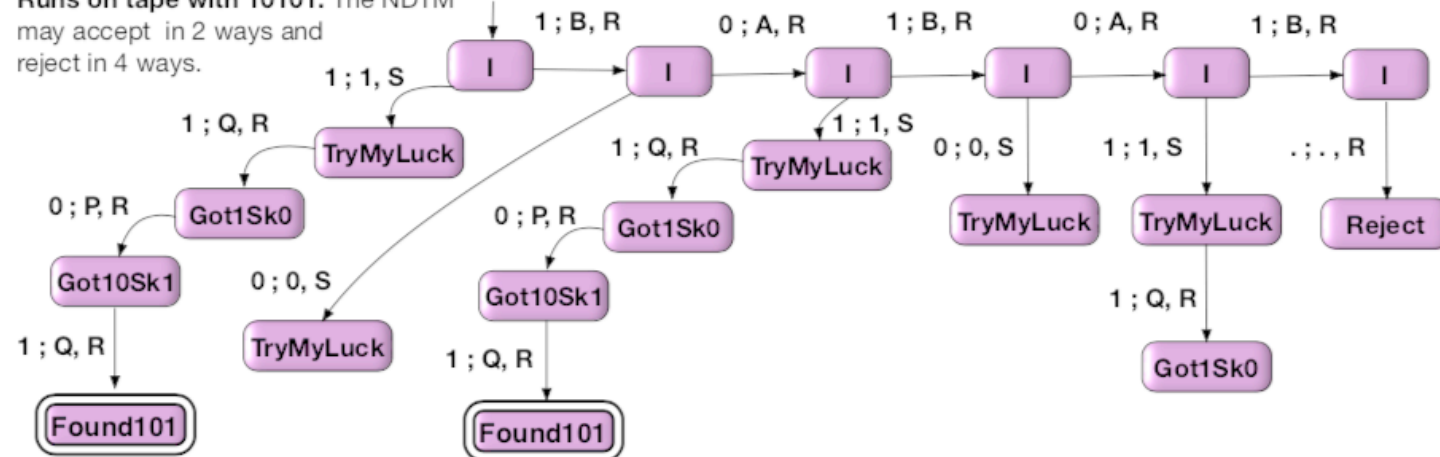 Runs on tape with 10101. The NDTM
may accept in 2 ways and
reject in 4 ways.
1 ; B, R
0 ; A, R
1 ; B, R
0 ; A, R
1 ; B, R
I
I
I
I
I
I
1 ; 1, S
1 ; Q, R
TryMyLuck
0 ; P, R
Got1Sk0
Got10Sk1
1 ; Q, R
Found101
0 ; 0, S
TryMyLuck
1 ; 1, S
1 ; Q, R
TryMyLuck
0 ; P, R
Got1Sk0
Got10Sk1
1 ; Q, R
Found101
0 ; 0, S
TryMyLuck
1 ; 1, S
TryMyLuck
1 ; Q, R
Got1Sk0
. ; . , R
Reject